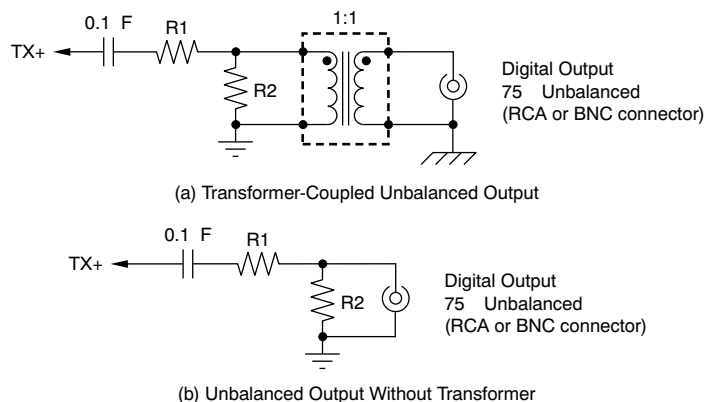 1:1
0.1 F
R1
TX+
R2
Digital Output
75 Unbalanced
(RCA or BNC connector)
(a) Transformer-Coupled Unbalanced Output
0.1 F
R1
TX+
R2
Digital Output
75 Unbalanced
(RCA or BNC connector)
(b) Unbalanced Output Without Transformer